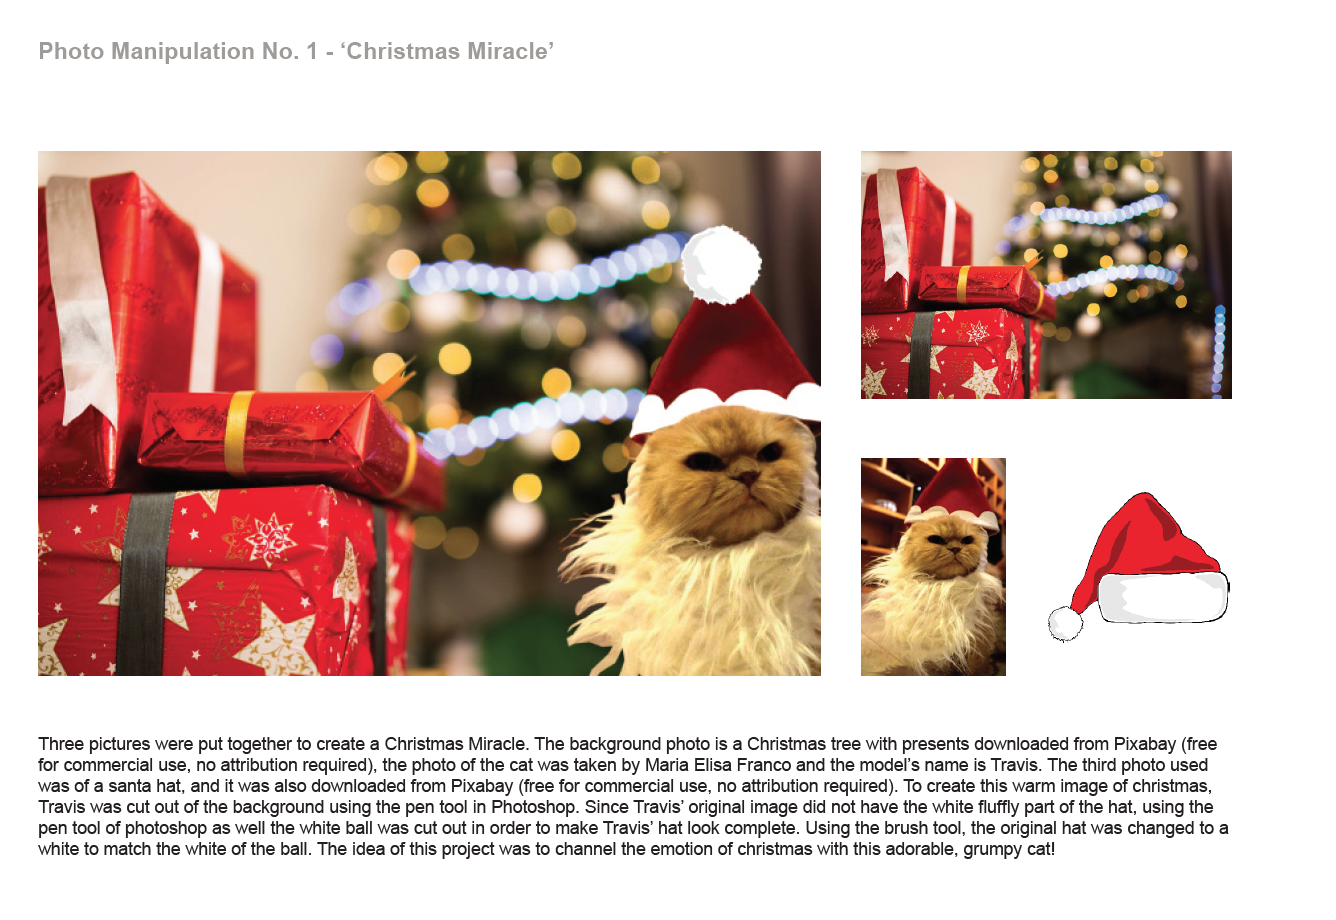 Photo Manipulation No. 1 - ‘Christmas Miracle’
Three pictures were put together to create a Christmas Miracle. The background photo is a Christmas tree with presents downloaded from Pixabay (free
for commercial use, no attribution required), the photo of the cat was taken by Maria Elisa Franco and the model’s name is Travis. The third photo used
was of a santa hat, and it was also downloaded from Pixabay (free for commercial use, no attribution required). To create this warm image of christmas,
Travis was cut out of the background using the pen tool in Photoshop. Since Travis’ original image did not have the white fluffly part of the hat, using the
pen tool of photoshop as well the white ball was cut out in order to make Travis’ hat look complete. Using the brush tool, the original hat was changed to a
white to match the white of the ball. The idea of this project was to channel the emotion of christmas with this adorable, grumpy cat!